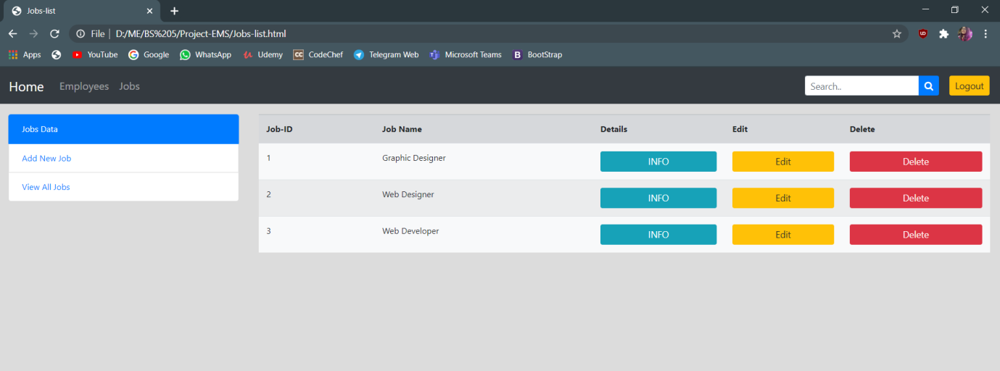 Jobs-list
File | D:/ME/BS%205/Project-EMS/Jobs-list.html
Apps YouTube Google WhatsApp Udemy CC CodeChef Telegram Web Microsoft Teams B BootStrap
Home Employees Jobs Search.. Logout
Jobs Data
Add New Job
View All Jobs
Job-ID Job Name Details Edit Delete
1 Graphic Designer INFO Edit Delete
2 Web Designer INFO Edit Delete
3 Web Developer INFO Edit Delete